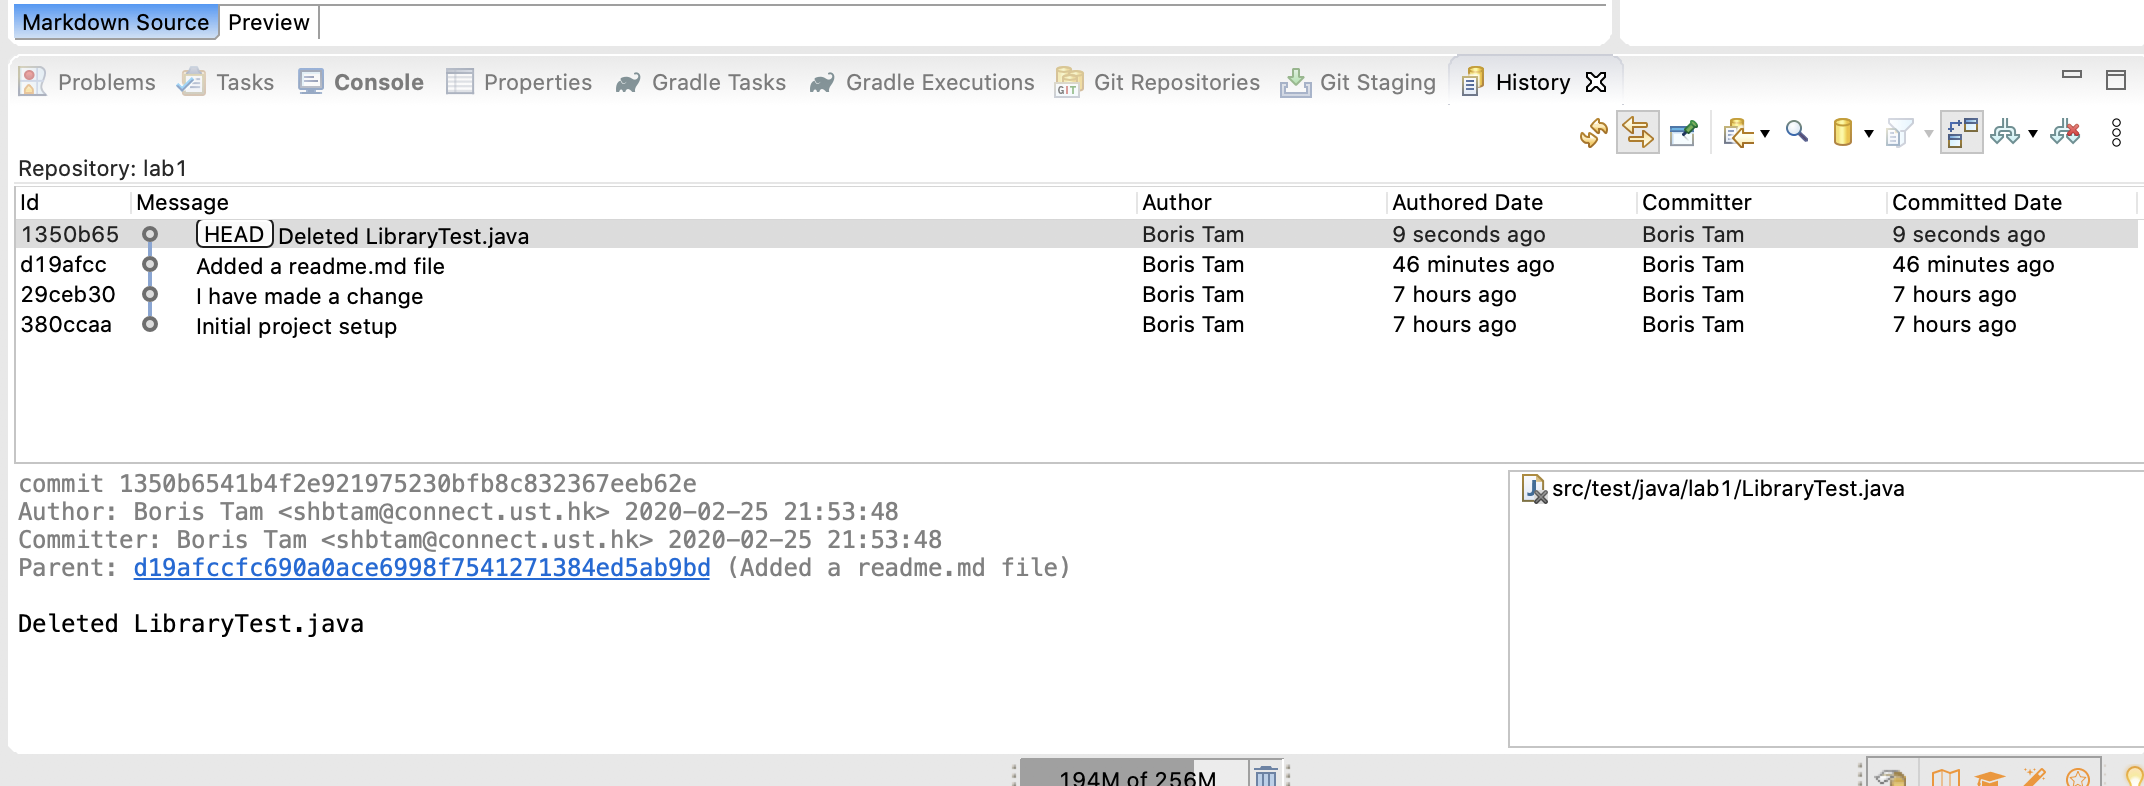 Markdown Source Preview
Problems Tasks Console Properties Gradle Tasks Gradle Executions GIT Git Repositories Git Staging History
Repository: lab1
Id Message Author Authored Date Committer Committed Date
1350b65 HEAD Deleted LibraryTest.java Boris Tam 9 seconds ago Boris Tam 9 seconds ago
d19afcc Added a readme.md file Boris Tam 46 minutes ago Boris Tam 46 minutes ago
29ceb30 I have made a change Boris Tam 7 hours ago Boris Tam 7 hours ago
380ccaa Initial project setup Boris Tam 7 hours ago Boris Tam 7 hours ago
commit 1350b6541b4f2e921975230bfb8c832367eeb62e
Author: Boris Tam <shbtam@connect.ust.hk> 2020-02-25 21:53:48
Committer: Boris Tam <shbtam@connect.ust.hk> 2020-02-25 21:53:48
Parent: d19afccfc690a0ace6998f7541271384ed5ab9bd (Added a readme.md file)
Deleted LibraryTest.java
src/test/java/lab1/LibraryTest.java
194M of 256M